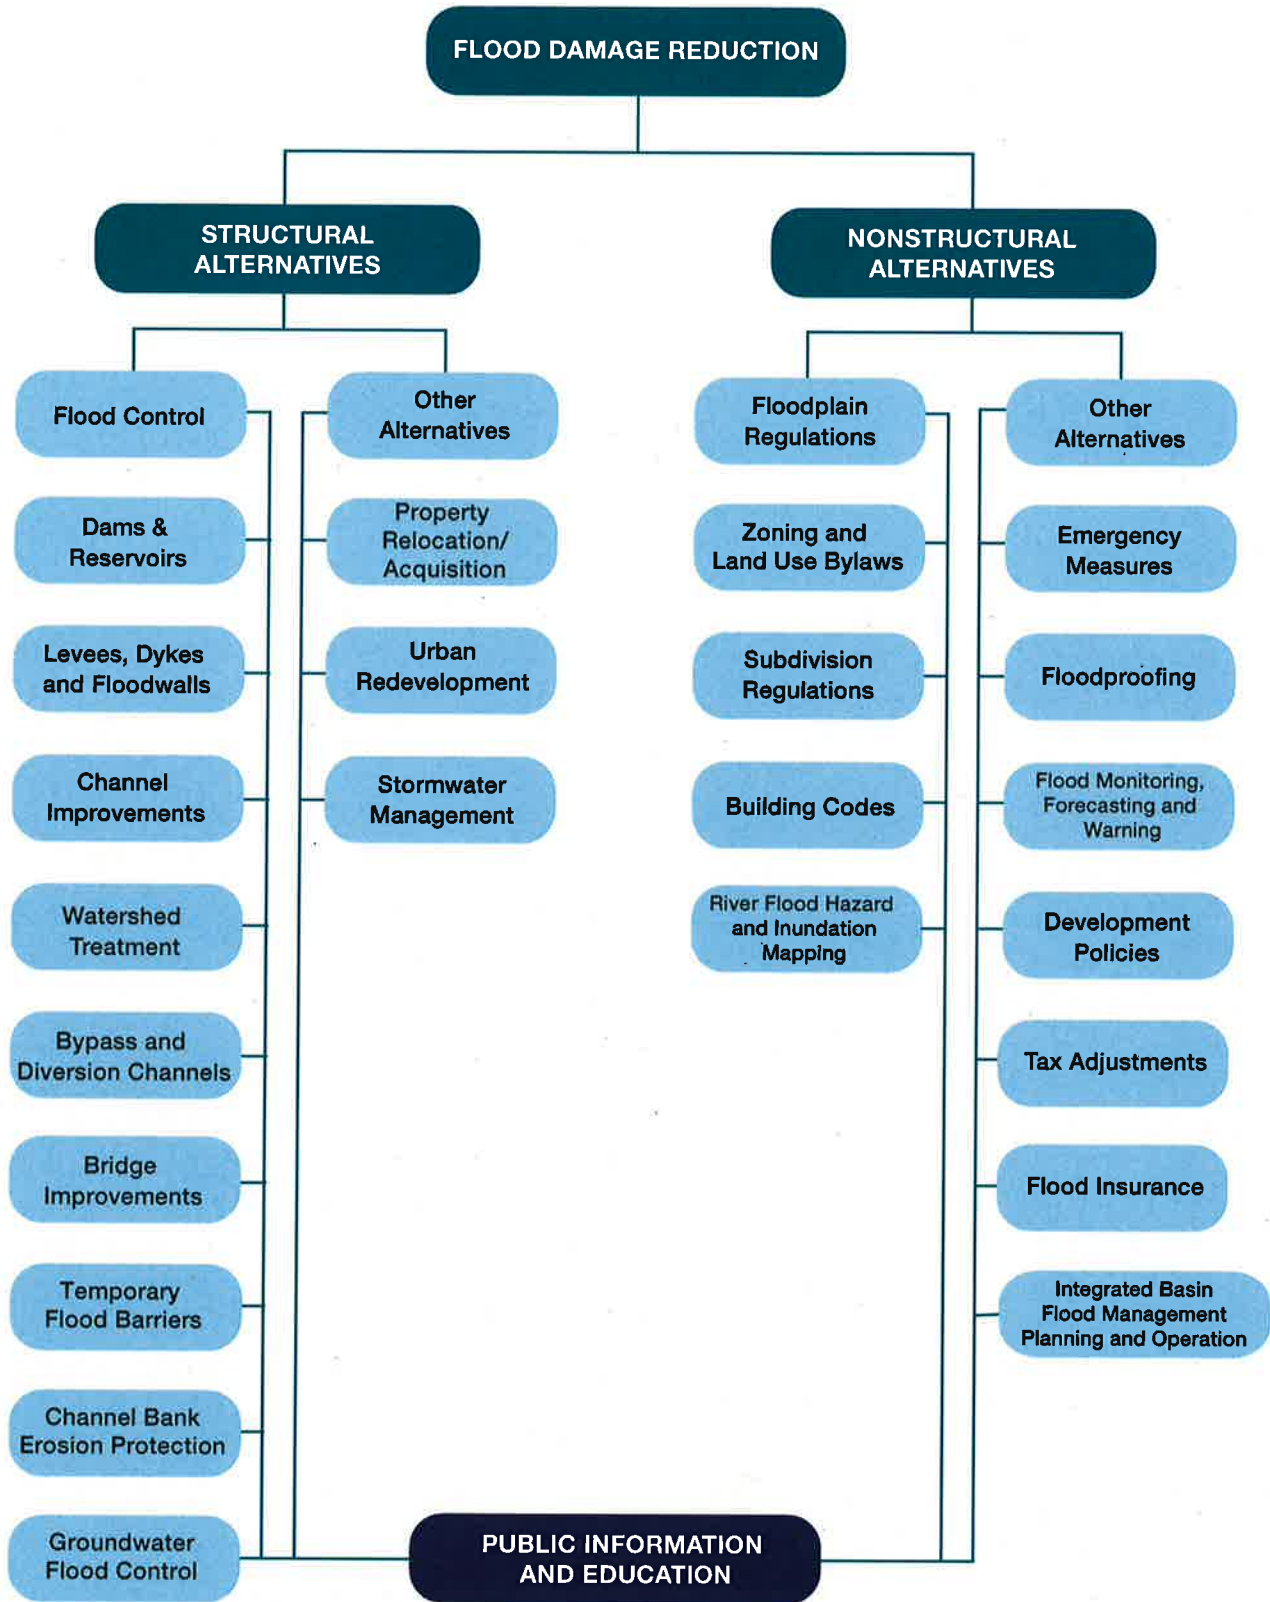 FLOOD DAMAGE REDUCTION
STRUCTURAL
ALTERNATIVES
NONSTRUCTURAL
ALTERNATIVES
Flood Control
Dams &
Reservoirs
Levees, Dykes
and Floodwalls
Channel
Improvements
Watershed
Treatment
Bypass and
Diversion Channels
Bridge
Improvements
Temporary
Flood Barriers
Channel Bank
Erosion Protection
Groundwater
Flood Control
Other
Alternatives
Property
Relocation/
Acquisition
Urban
Redevelopment
Stormwater
Management
Floodplain
Regulations
Zoning and
Land Use Bylaws
Subdivision
Regulations
Building Codes
River Flood Hazard
and Inundation
Mapping
Other
Alternatives
Emergency
Measures
Floodproofing
Flood Monitoring,
Forecasting and
Warning
Development
Policies
Tax Adjustments
Flood Insurance
Integrated Basin
Flood Management
Planning and Operation
PUBLIC INFORMATION
AND EDUCATION